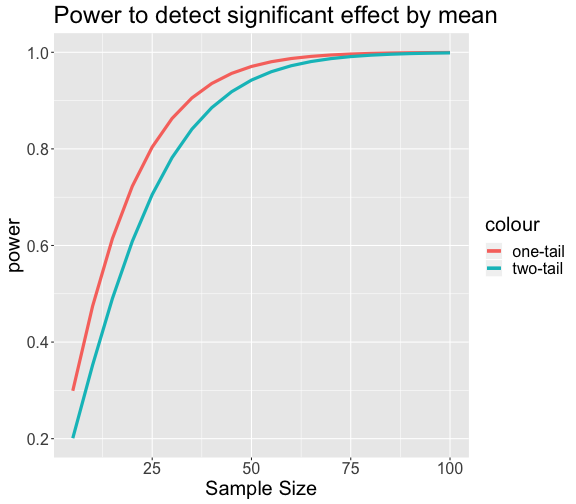 Power to detect significant effect by mean
1.0
0.8
0.6
0.4
0.2
power
25
50
75
100
Sample Size
colour
one-tail
two-tail